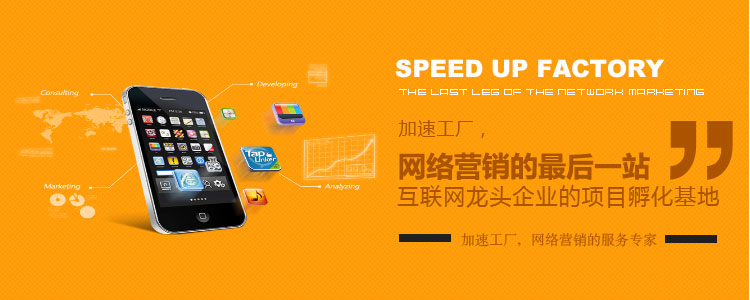 SPEED UP FACTORY
THE LAST LEG OF THE NETWORK MARKETING
加速工厂，
网络营销的最后一站
互联网龙头企业的项目孵化基地
加速工厂，网络营销的服务专家
Consulting
Developing
Marketing
Analyzing
Tap
Linker